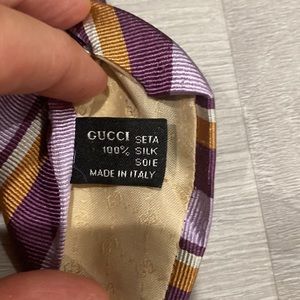 GUCCI SETA
100% SILK
SOIE
MADE IN ITALY